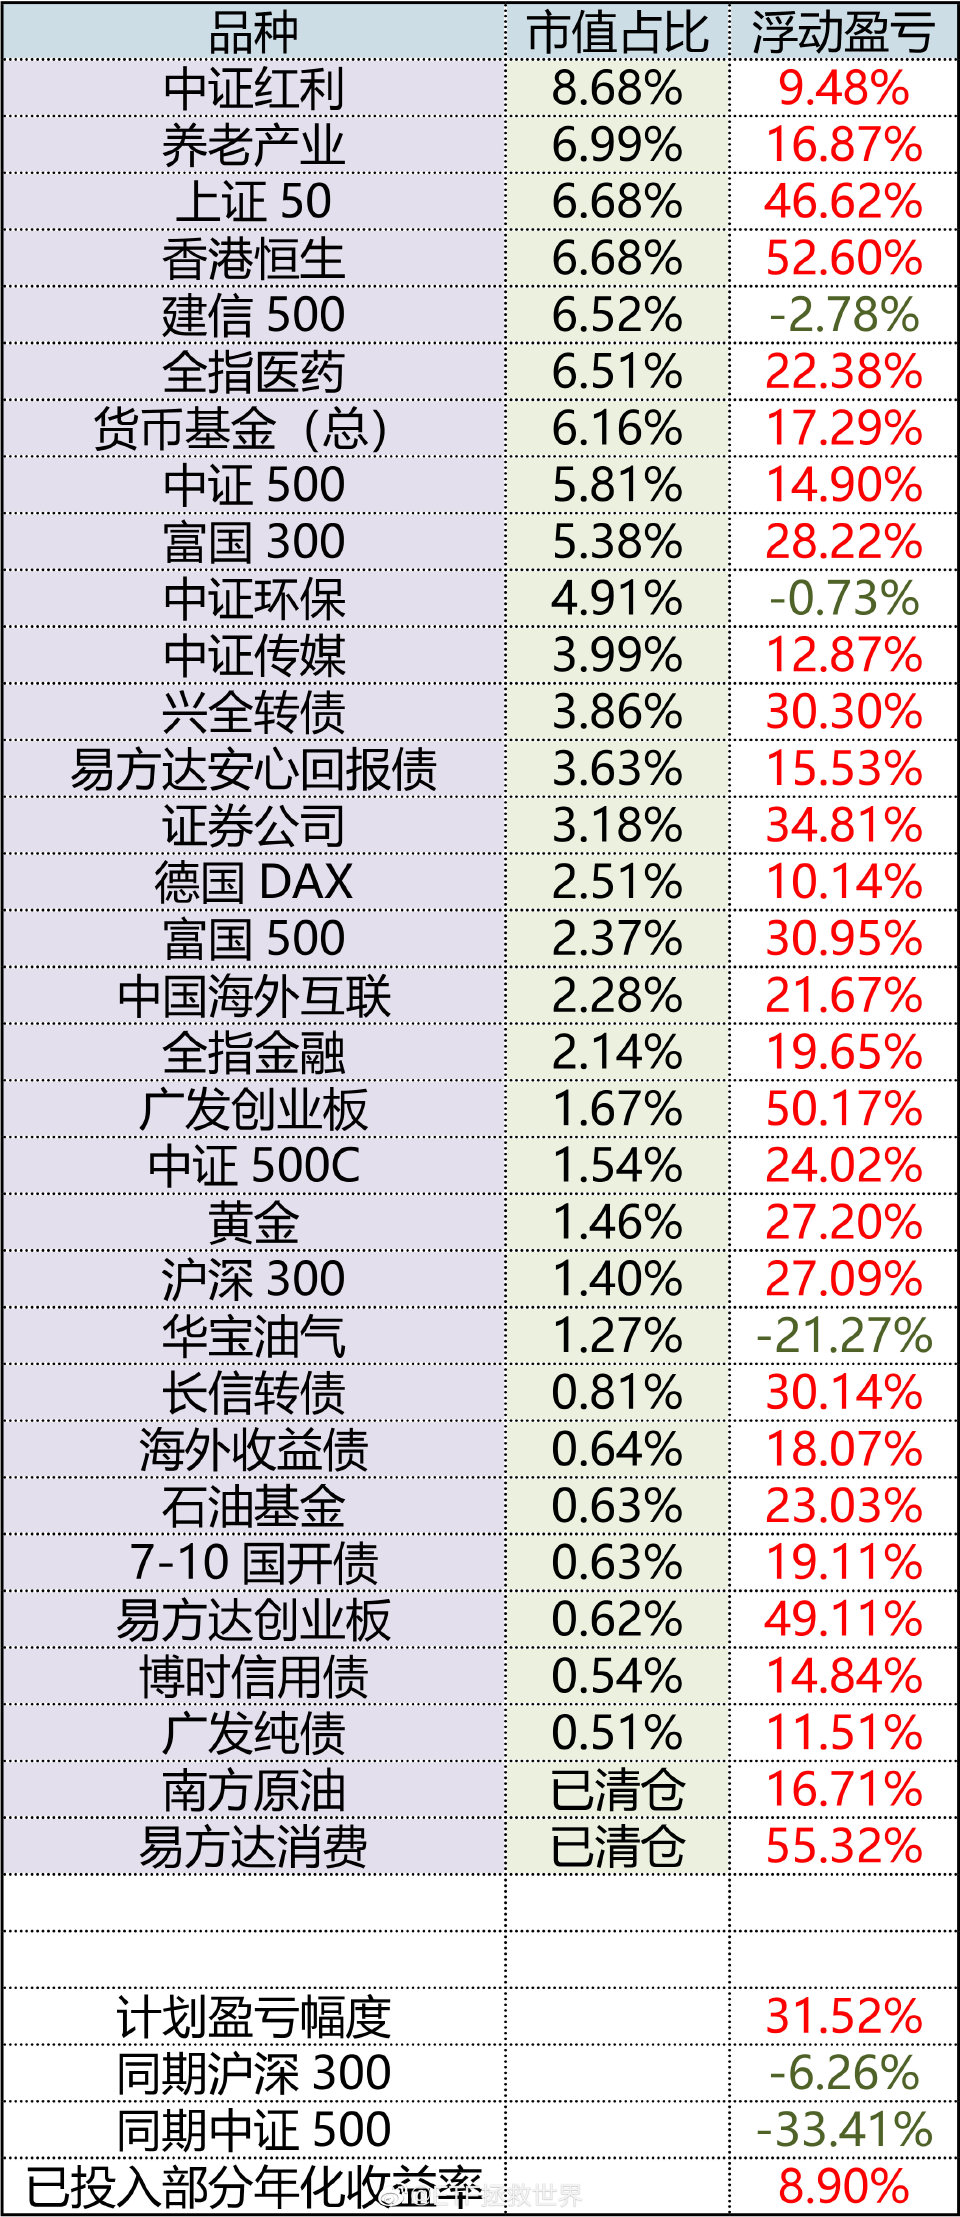 品种 市值占比 浮动盈亏
中证红利 8.68% 9.48%
养老产业 6.99% 16.87%
上证 50 6.68% 46.62%
香港恒生 6.68% 52.60%
建信 500 6.52% -2.78%
全指医药 6.51% 22.38%
货币基金（总） 6.16% 17.29%
中证 500 5.81% 14.90%
富国 300 5.38% 28.22%
中证环保 4.91% -0.73%
中证传媒 3.99% 12.87%
兴全转债 3.86% 30.30%
易方达安心回报债 3.63% 15.53%
证券公司 3.18% 34.81%
德国 DAX 2.51% 10.14%
富国 500 2.37% 30.95%
中国海外互联 2.28% 21.67%
全指金融 2.14% 19.65%
广发创业板 1.67% 50.17%
中证 500C 1.54% 24.02%
黄金 1.46% 27.20%
沪深 300 1.40% 27.09%
华宝油气 1.27% -21.27%
长信转债 0.81% 30.14%
海外收益债 0.64% 18.07%
石油基金 0.63% 23.03%
7-10 国开债 0.63% 19.11%
易方达创业板 0.62% 49.11%
博时信用债 0.54% 14.84%
广发纯债 0.51% 11.51%
南方原油 已清仓 16.71%
易方达消费 已清仓 55.32%
计划盈亏幅度 31.52%
同期沪深 300 -6.26%
同期中证 500 -33.41%
已投入部分年化收益率 8.90%
拯救世界